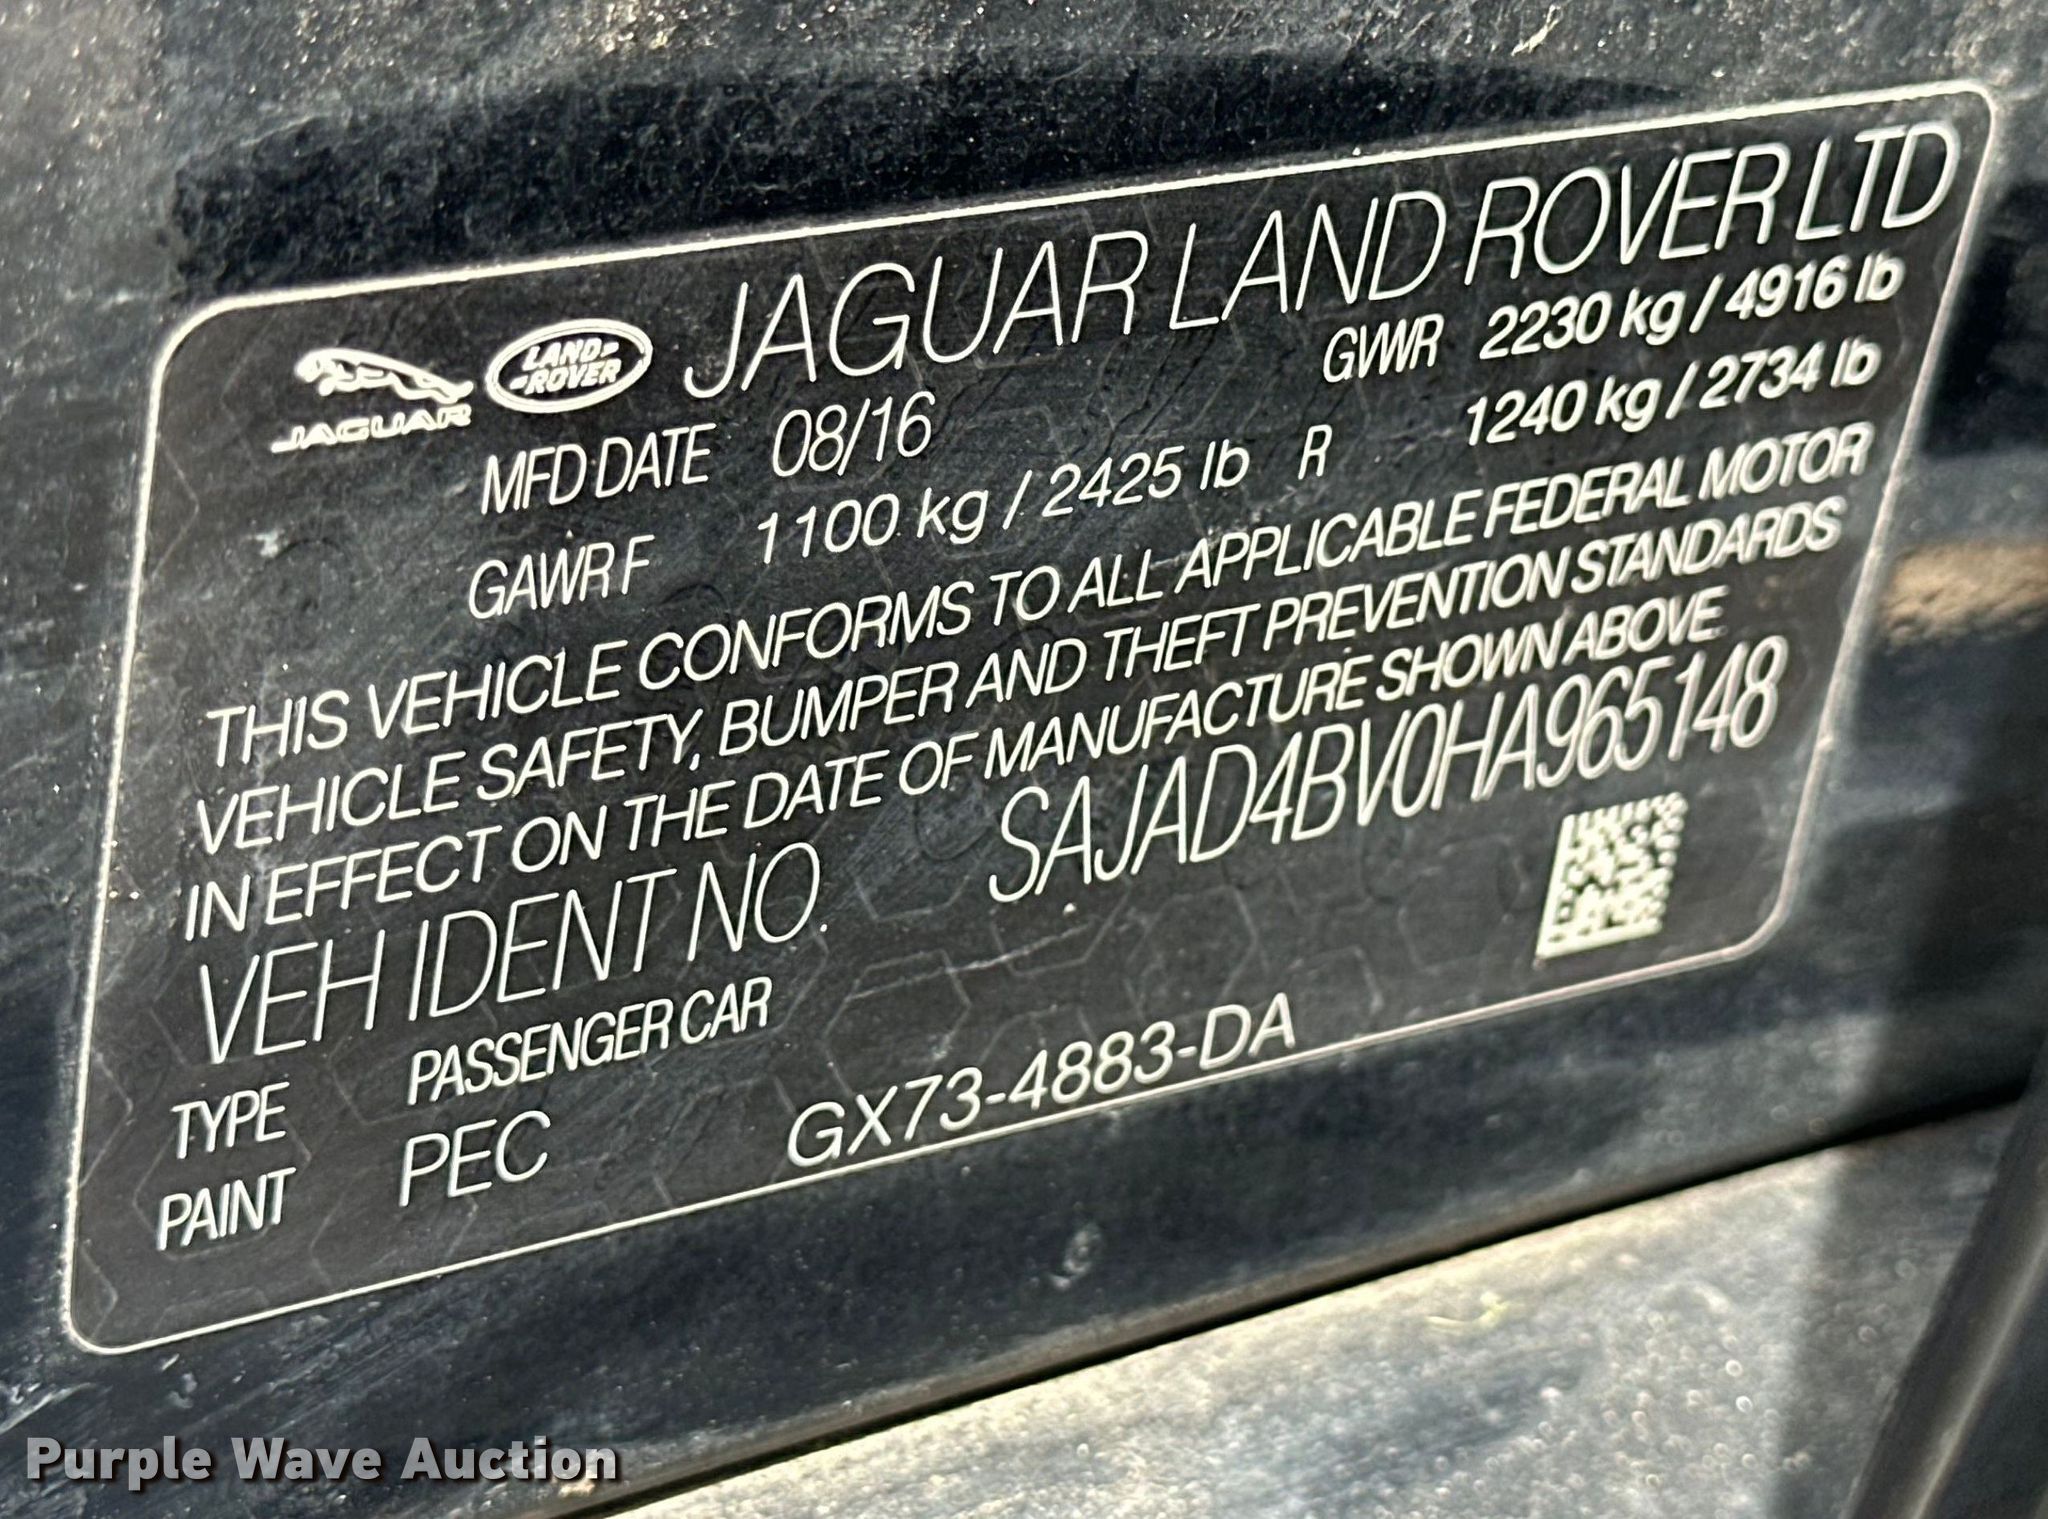 JAGUAR
LAND-
-ROVER
JAGUAR LAND ROVER LTD
MFD DATE 08/16 GVWR 2230 kg / 4916 lb
GAWR F 1100 kg / 2425 lb R 1240 kg / 2734 lb
THIS VEHICLE CONFORMS TO ALL APPLICABLE FEDERAL MOTOR
VEHICLE SAFETY, BUMPER AND THEFT PREVENTION STANDARDS
IN EFFECT ON THE DATE OF MANUFACTURE SHOWN ABOVE
VEH IDENT NO. SAJAD4BV0HA965148
TYPE PASSENGER CAR
PAINT PEC GX73-4883-DA
Purple Wave Auction